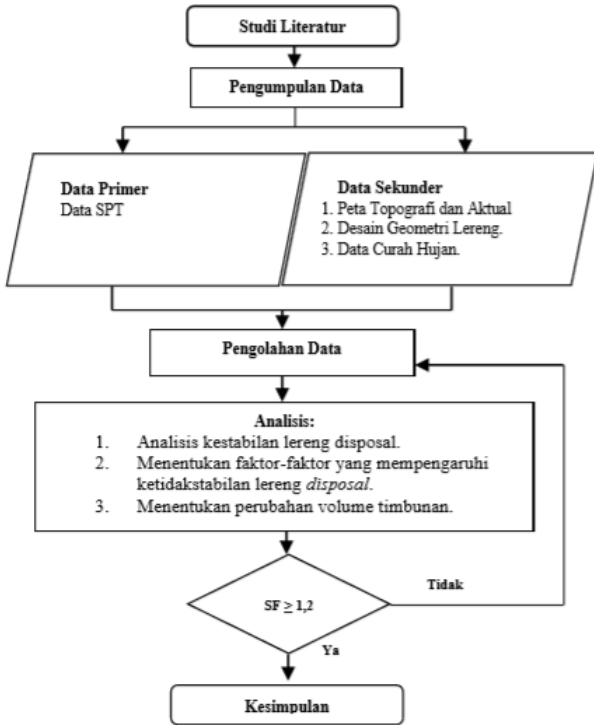 Studi Literatur
Pengumpulan Data
Data Primer
Data SPT
Data Sekunder
1. Peta Topografi dan Aktual
2. Desain Geometri Lereng.
3. Data Curah Hujan.
Pengolahan Data
Analisis:
1. Analisis kestabilan lereng disposal.
2. Menentukan faktor-faktor yang mempengaruhi
ketidakstabilan lereng disposal.
3. Menentukan perubahan volume timbunan.
SF ≥ 1,2
Tidak
Ya
Kesimpulan